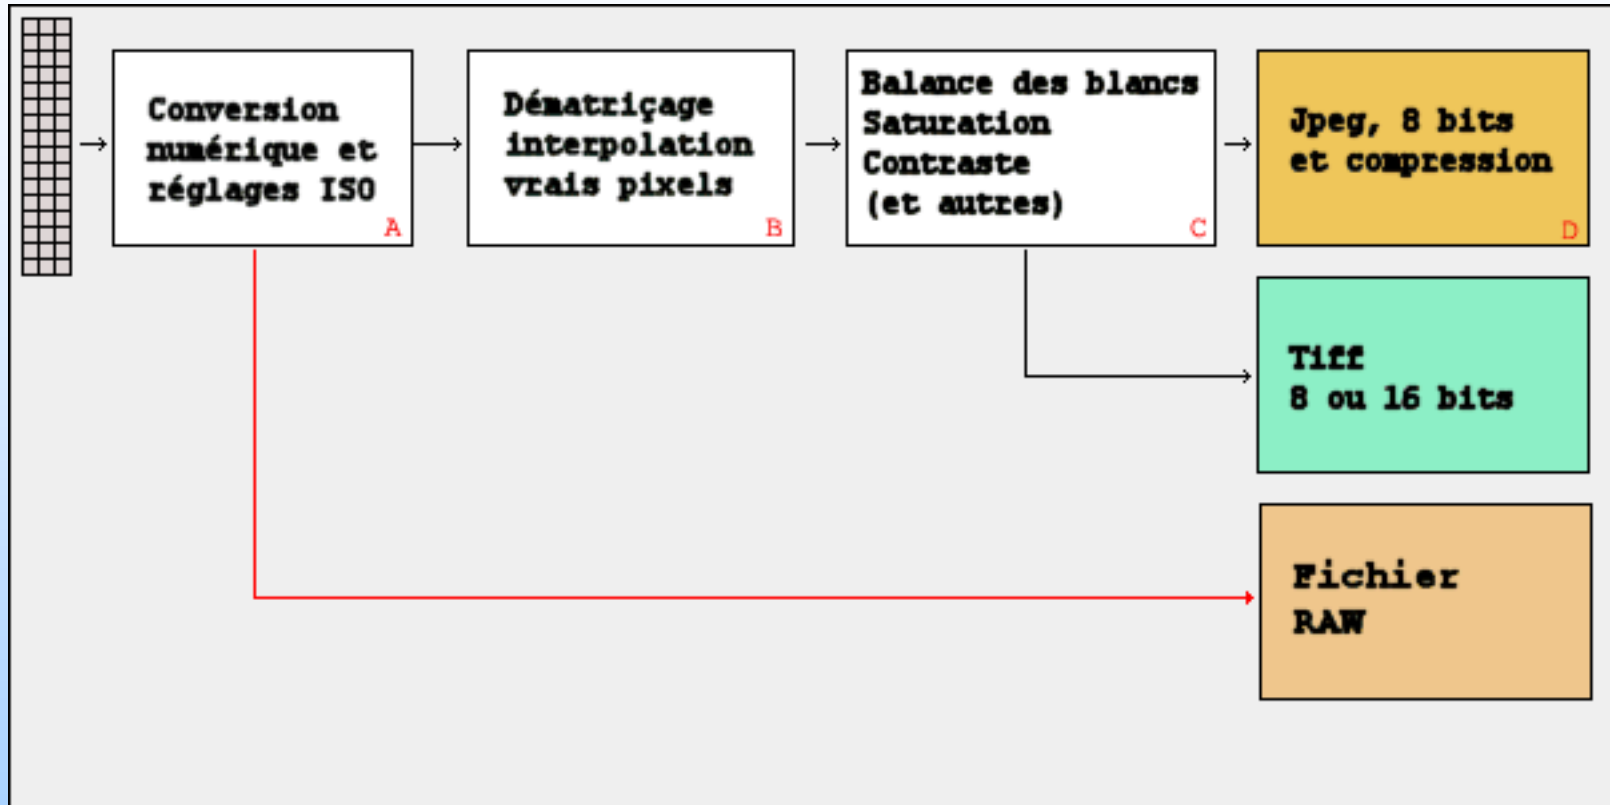 Conversion
numérique et
réglages ISO
A
Dématriçage
interpolation
vrais pixels
B
Balance des blancs
Saturation
Contraste
(et autres)
C
Jpeg, 8 bits
et compression
D
Tiff
8 ou 16 bits
Fichier
RAW